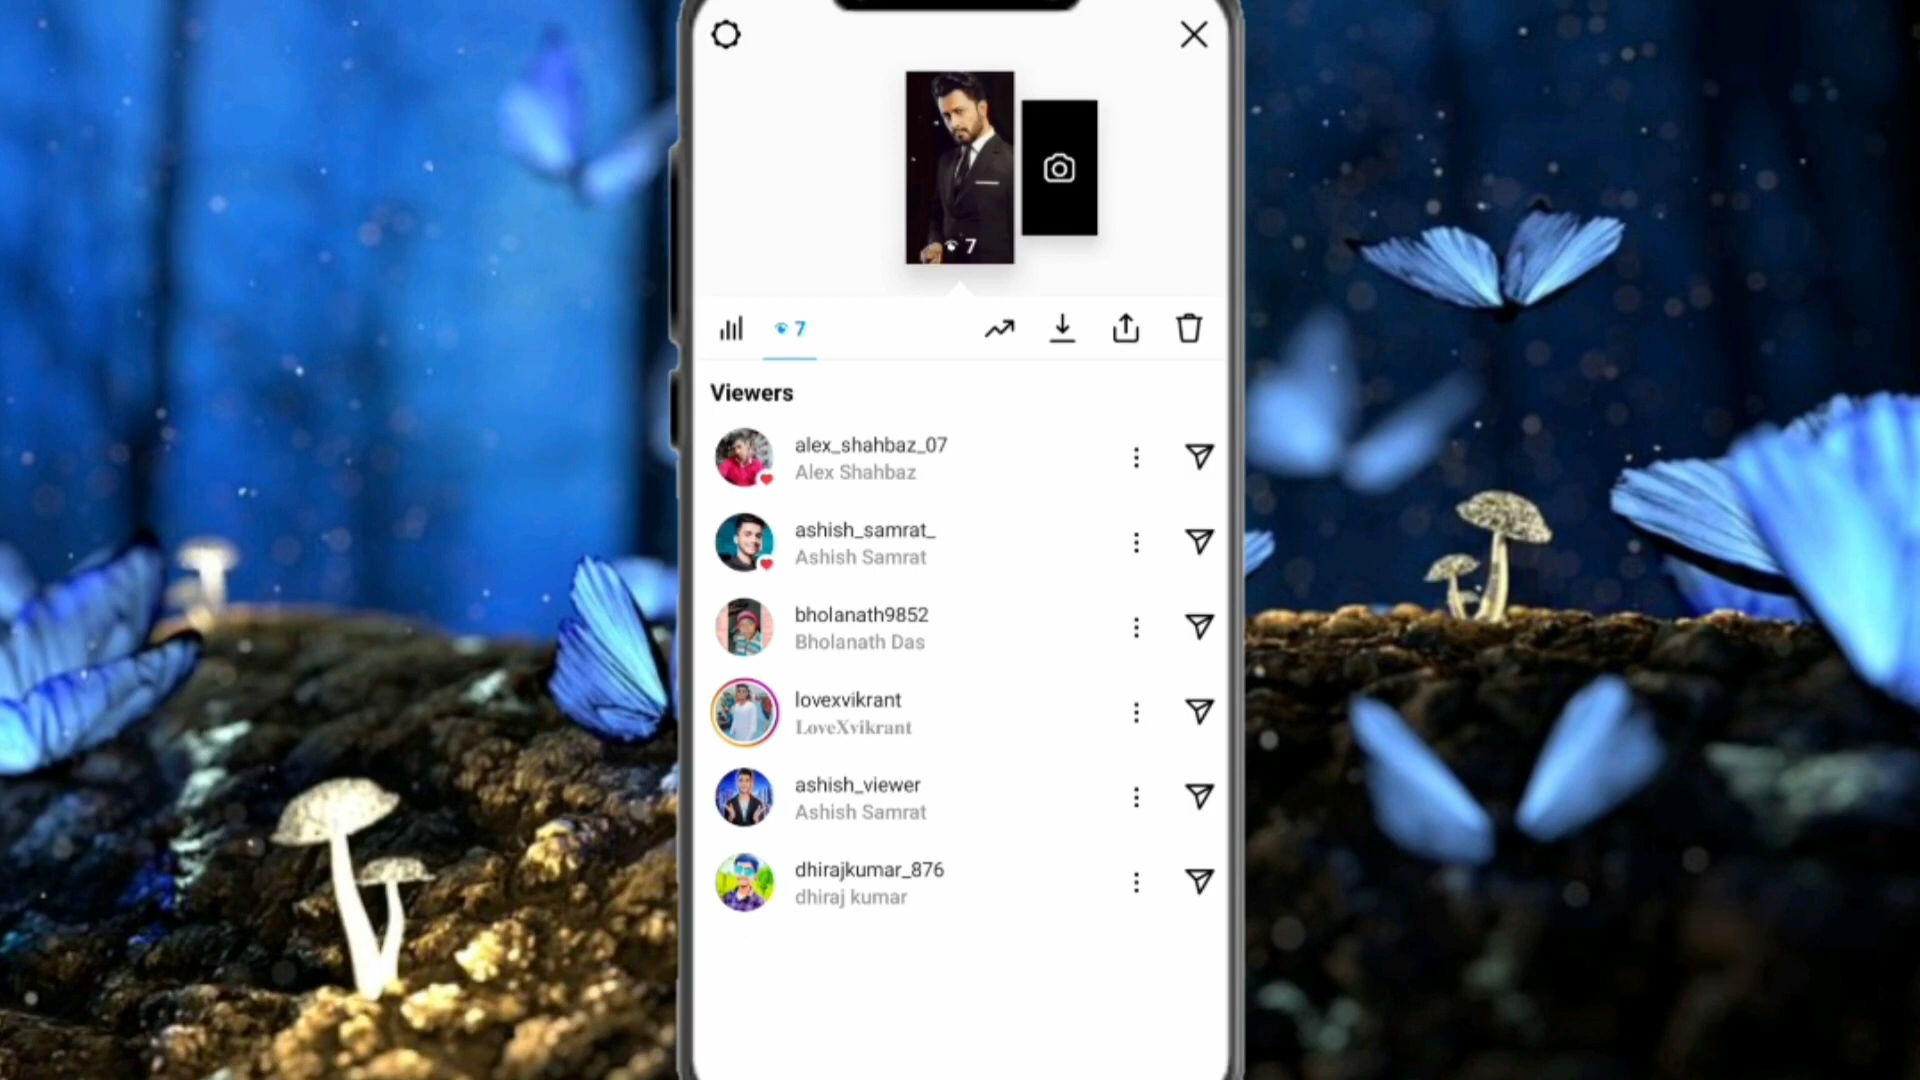 7
7
Viewers
alex_shahbaz_07
Alex Shahbaz
ashish_samrat_
Ashish Samrat
bholanath9852
Bholanath Das
lovexvikrant
LoveXvikrant
ashish_viewer
Ashish Samrat
dhirajkumar_876
dhiraj kumar